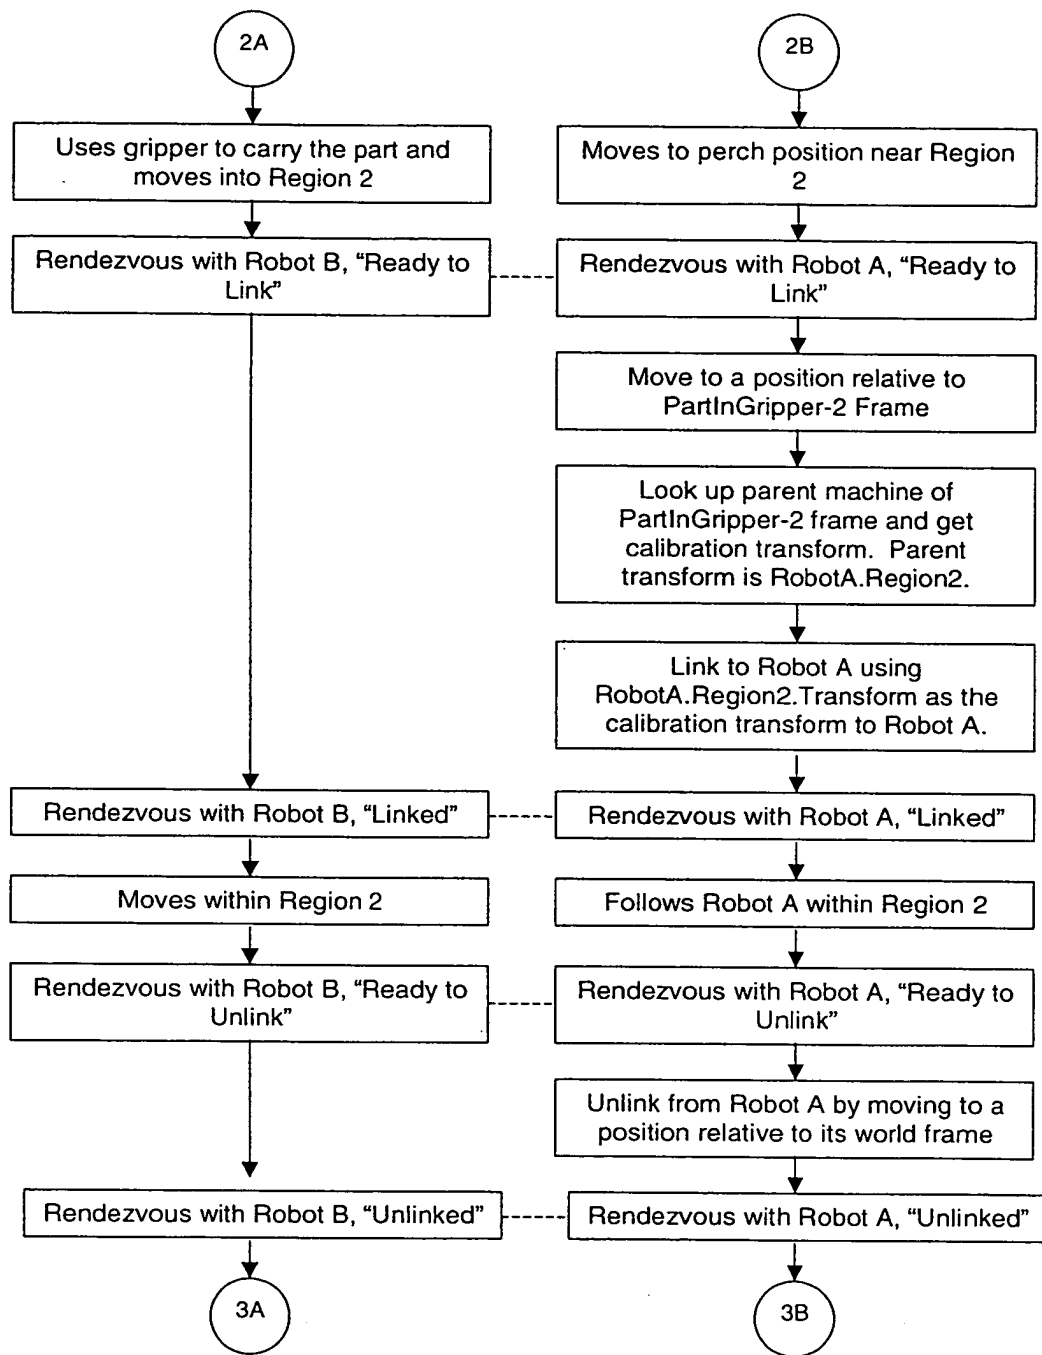 2A
Uses gripper to carry the part and
moves into Region 2
Rendezvous with Robot B, “Ready to
Link”
Rendezvous with Robot B, “Linked”
Moves within Region 2
Rendezvous with Robot B, “Ready to
Unlink”
Rendezvous with Robot B, “Unlinked”
3A
2B
Moves to perch position near Region
2
Rendezvous with Robot A, “Ready to
Link”
Move to a position relative to
PartInGripper-2 Frame
Look up parent machine of
PartInGripper-2 frame and get
calibration transform. Parent
transform is RobotA.Region2.
Link to Robot A using
RobotA.Region2.Transform as the
calibration transform to Robot A.
Rendezvous with Robot A, “Linked”
Follows Robot A within Region 2
Rendezvous with Robot A, “Ready to
Unlink”
Unlink from Robot A by moving to a
position relative to its world frame
Rendezvous with Robot A, “Unlinked”
3B